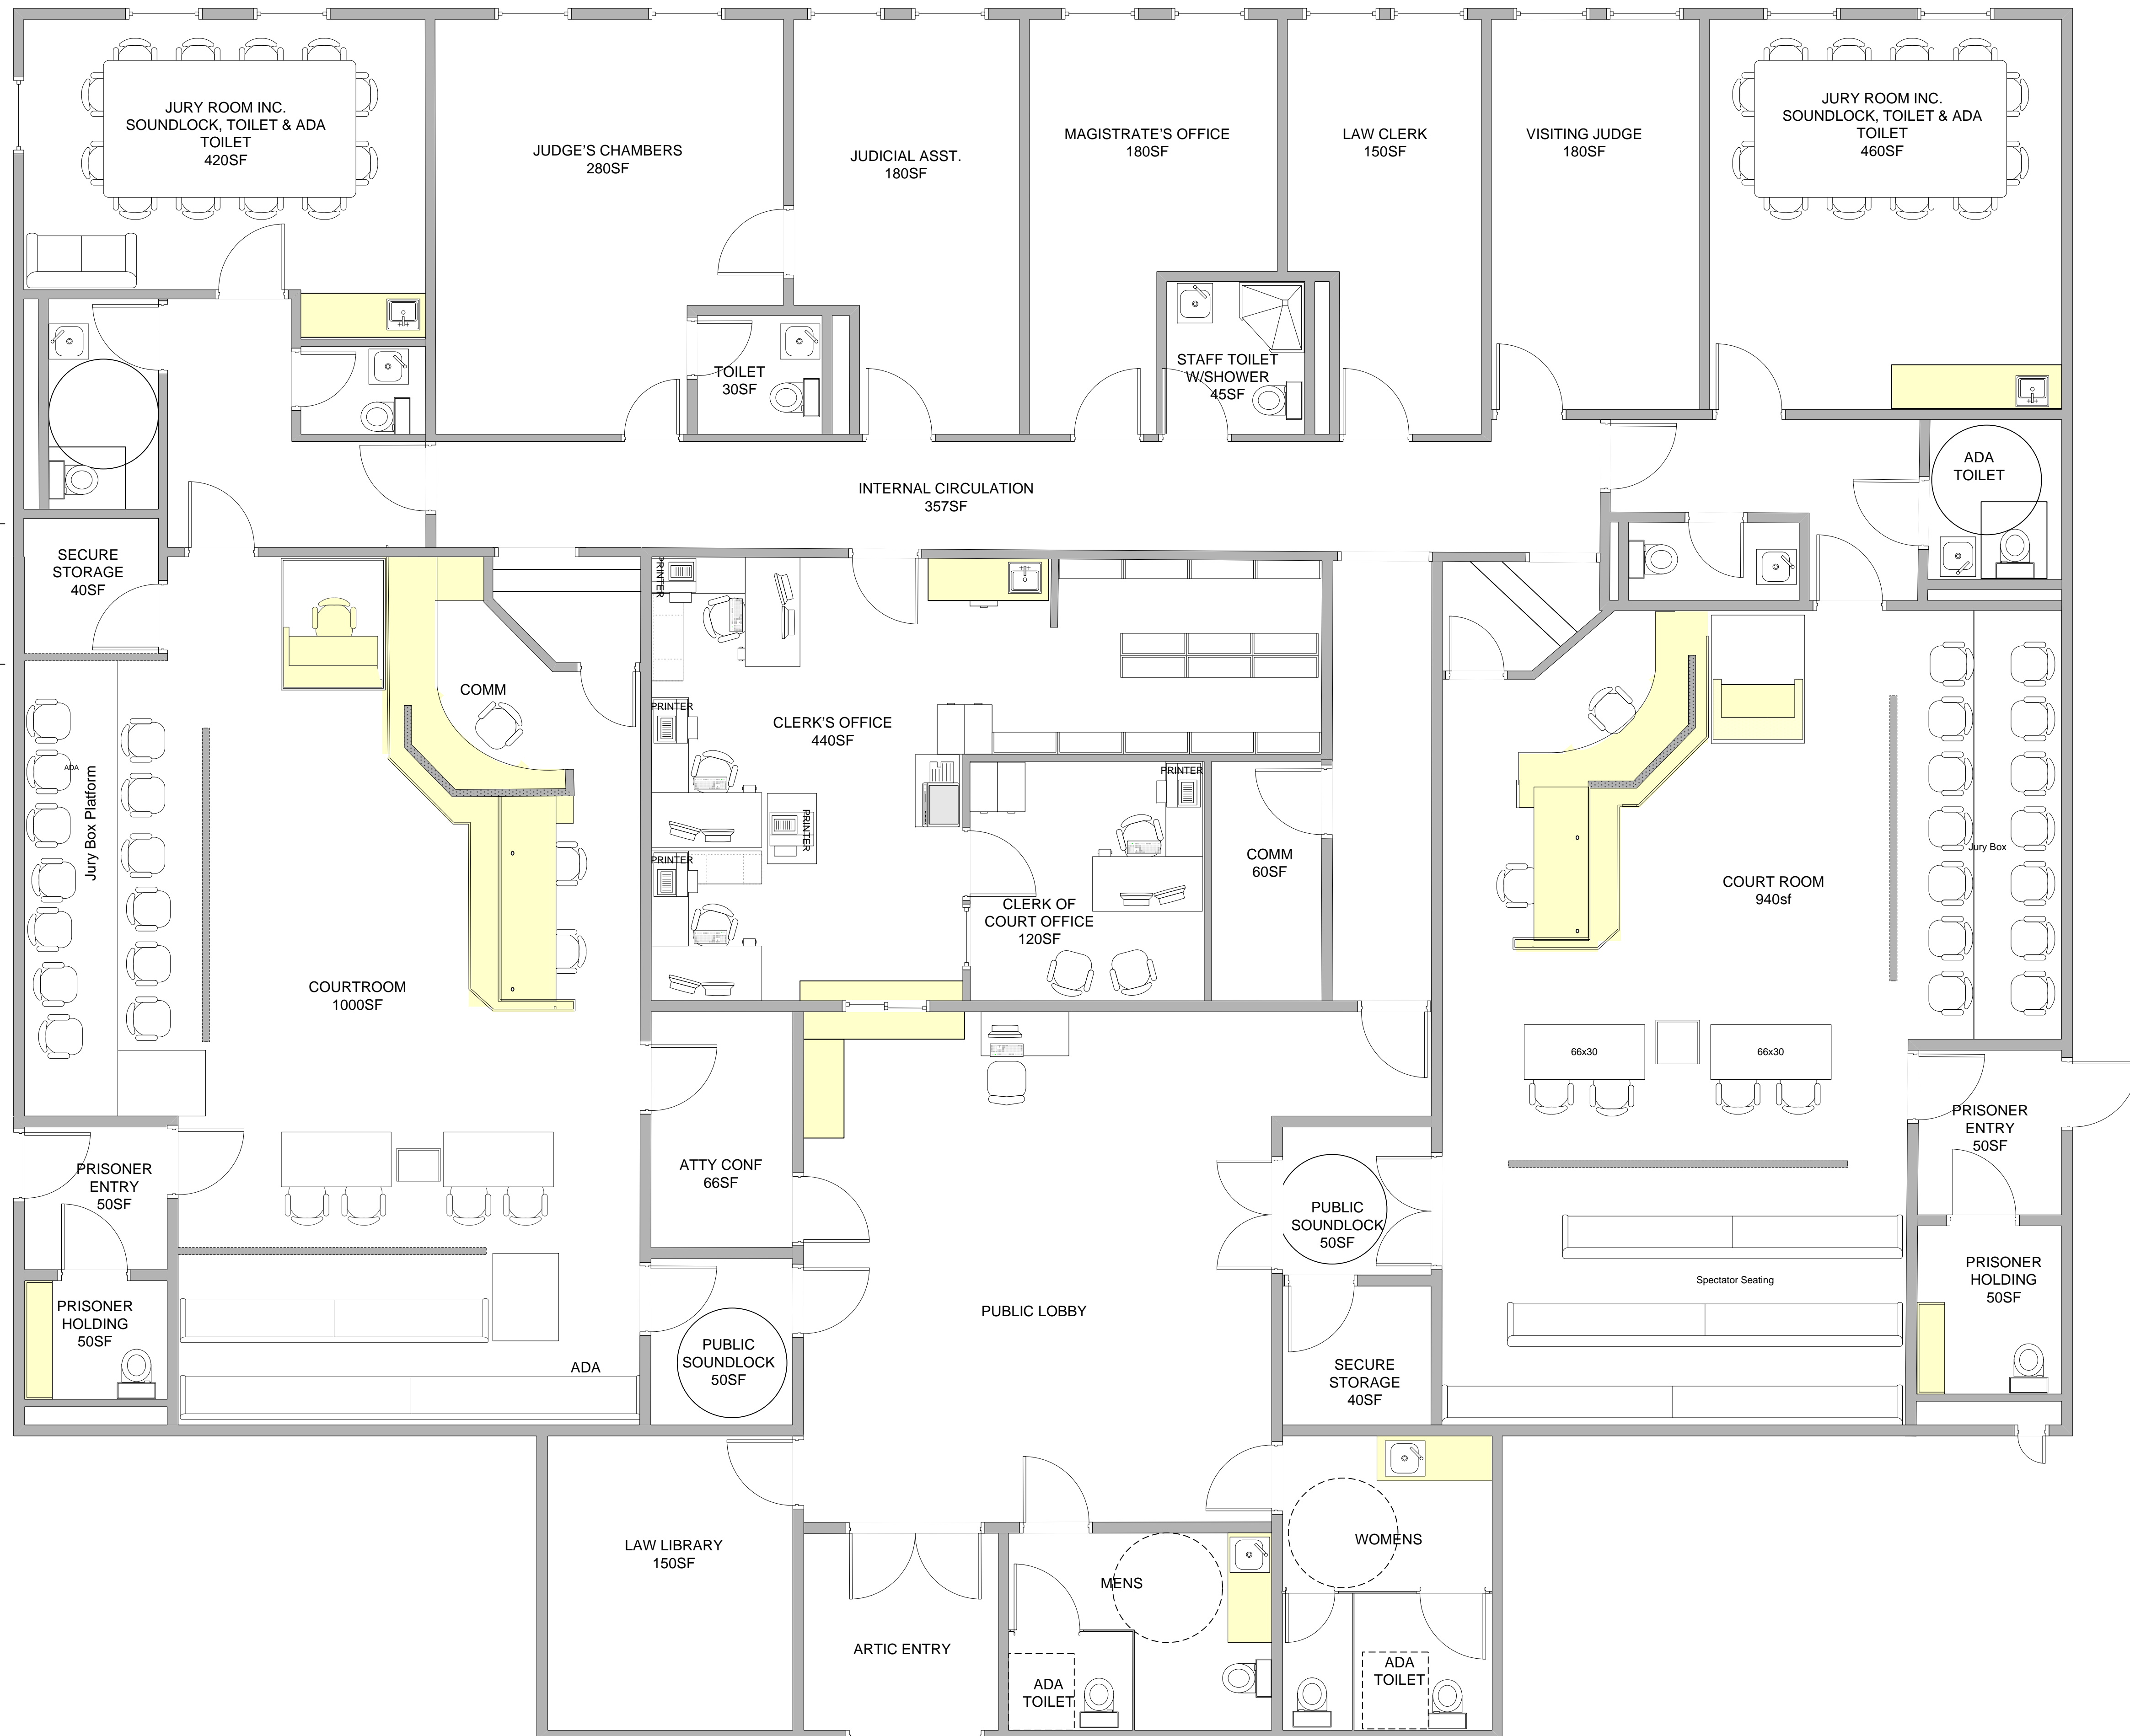 JURY ROOM INC.
SOUNDLOCK, TOILET & ADA
TOILET
420SF
JUDGE'S CHAMBERS
280SF
JUDICIAL ASST.
180SF
MAGISTRATE'S OFFICE
180SF
LAW CLERK
150SF
VISITING JUDGE
180SF
JURY ROOM INC.
SOUNDLOCK, TOILET & ADA
TOILET
460SF
TOILET
30SF
STAFF TOILET
W/SHOWER
45SF
INTERNAL CIRCULATION
357SF
ADA
TOILET
SECURE
STORAGE
40SF
PRINTER
COMM
PRINTER
CLERK'S OFFICE
440SF
ADA
Jury Box Platform
PRINTER
PRINTER
PRINTER
COMM
60SF
CLERK OF
COURT OFFICE
120SF
Jury Box
COURT ROOM
940sf
COURTROOM
1000SF
66x30
66x30
PRISONER
ENTRY
50SF
PRISONER
ENTRY
50SF
ATTY CONF
66SF
PUBLIC
SOUNDLOCK
50SF
PUBLIC LOBBY
Spectator Seating
PRISONER
HOLDING
50SF
PRISONER
HOLDING
50SF
ADA
PUBLIC
SOUNDLOCK
50SF
SECURE
STORAGE
40SF
LAW LIBRARY
150SF
WOMENS
MENS
ARTIC ENTRY
ADA
TOILET
ADA
TOILET